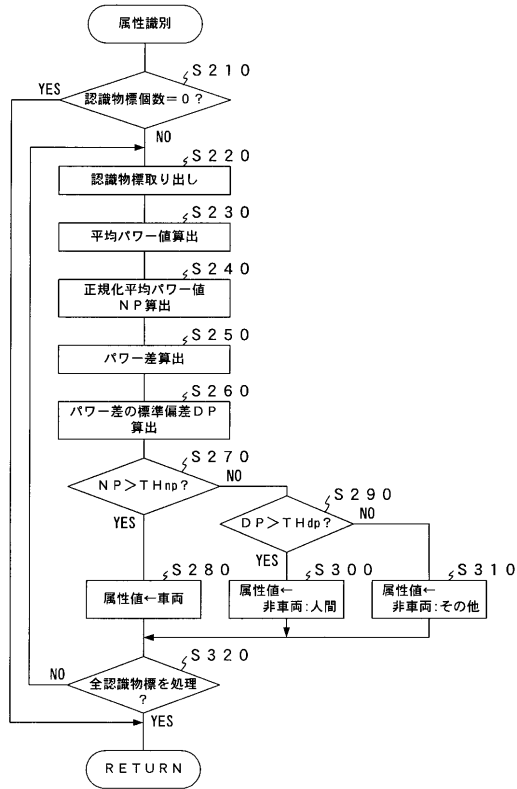 属性識別
S210
YES
認識物標個数=0?
NO
S220
認識物標取り出し
S230
平均パワー値算出
S240
正規化平均パワー値
NP算出
S250
パワー差算出
S260
パワー差の標準偏差DP
算出
S270
NP>THnp?
NO
YES
S290
DP>THdp?
NO
YES
S280
属性値←車両
S300
属性値←
非車両:人間
S310
属性値←
非車両:その他
S320
NO
全認識物標を処理
?
YES
RETURN